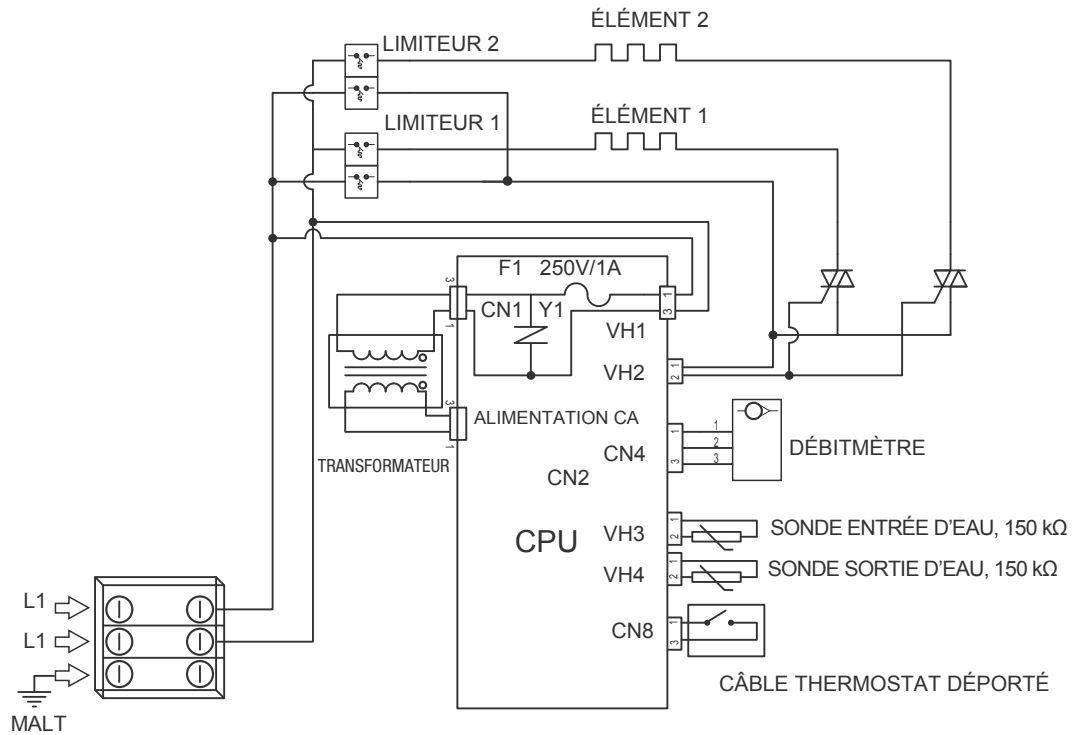 ÉLÉMENT 2
LIMITEUR 2
LIMITEUR 1
ÉLÉMENT 1
F1 250V/1A
3
1
CN1 Y1
1
3
VH1
VH2
1
2
3
1
ALIMENTATION CA
TRANSFORMATEUR
CN4
1
3
1
2
3
DÉBITMÈTRE
CN2
CPU
VH3
1
2
SONDE ENTRÉE D'EAU, 150 kΩ
VH4
1
2
SONDE SORTIE D'EAU, 150 kΩ
CN8
1
3
CÂBLE THERMOSTAT DÉPORTÉ
L1
L1
MALT